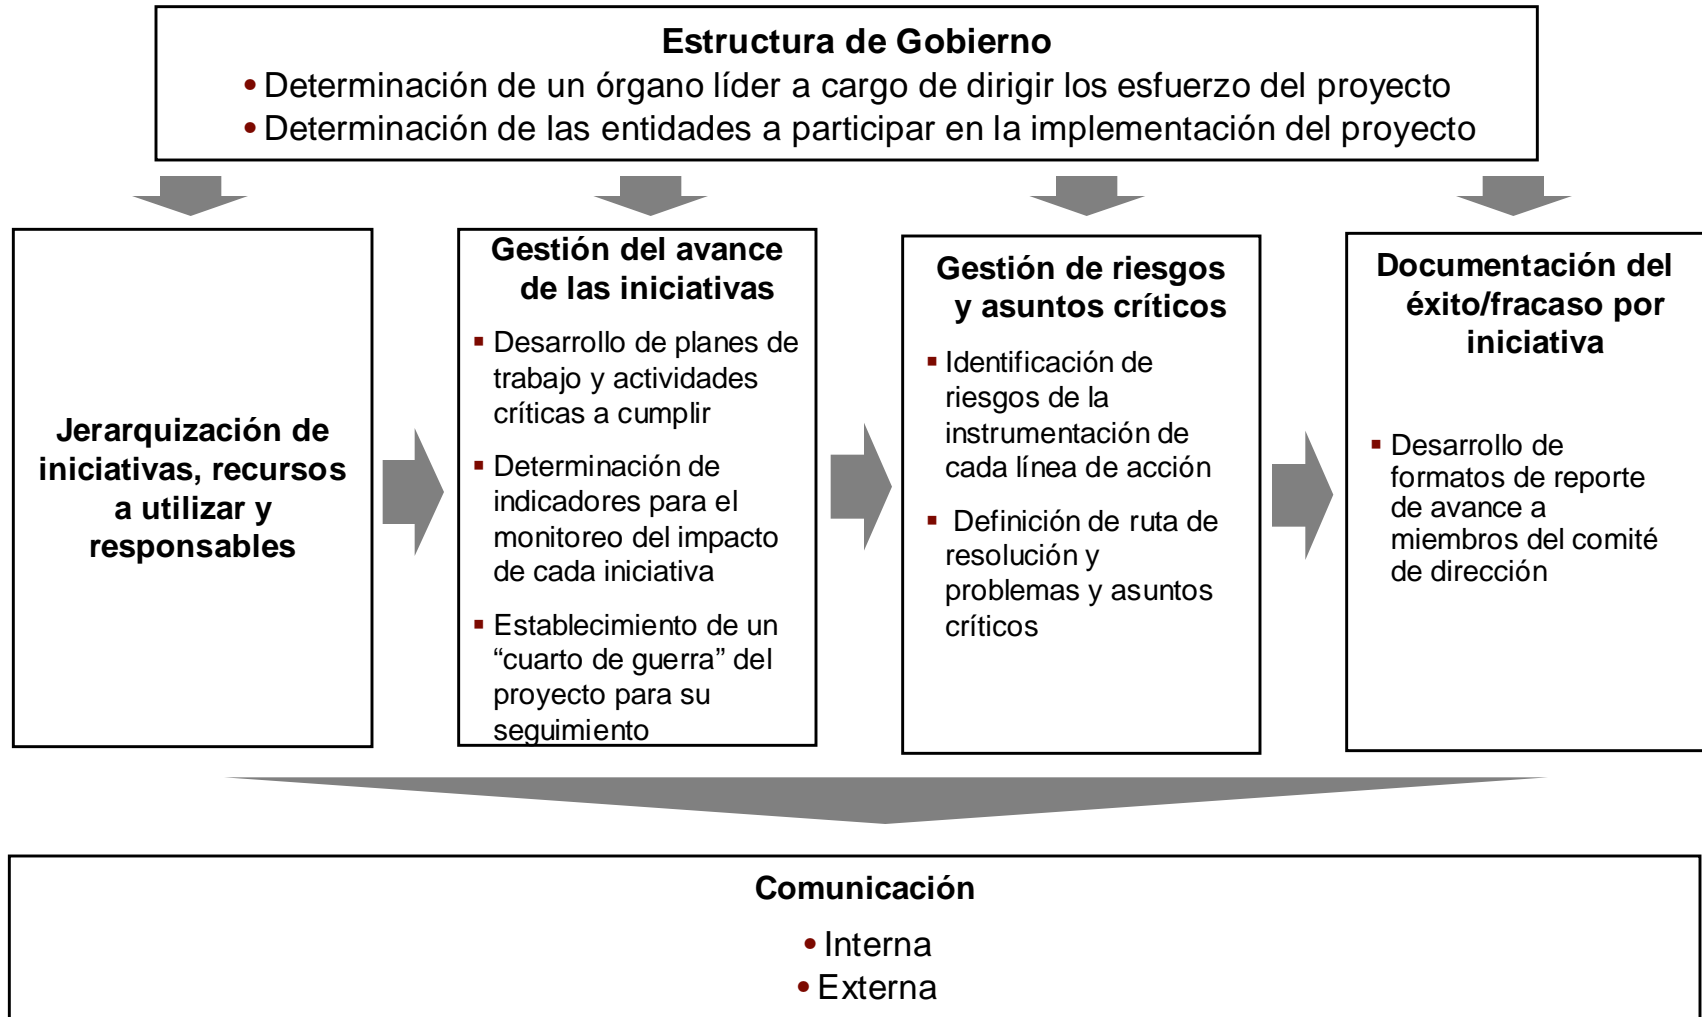 Estructura de Gobierno
• Determinación de un órgano líder a cargo de dirigir los esfuerzo del proyecto
• Determinación de las entidades a participar en la implementación del proyecto
Jerarquización de
iniciativas, recursos
a utilizar y
responsables
Gestión del avance
de las iniciativas
▪ Desarrollo de planes de
trabajo y actividades
críticas a cumplir
▪ Determinación de
indicadores para el
monitoreo del impacto
de cada iniciativa
▪ Establecimiento de un
“cuarto de guerra” del
proyecto para su
seguimiento
Gestión de riesgos
y asuntos críticos
▪ Identificación de
riesgos de la
instrumentación de
cada línea de acción
▪ Definición de ruta de
resolución y
problemas y asuntos
críticos
Documentación del
éxito/fracaso por
iniciativa
▪ Desarrollo de
formatos de reporte
de avance a
miembros del comité
de dirección
Comunicación
• Interna
• Externa